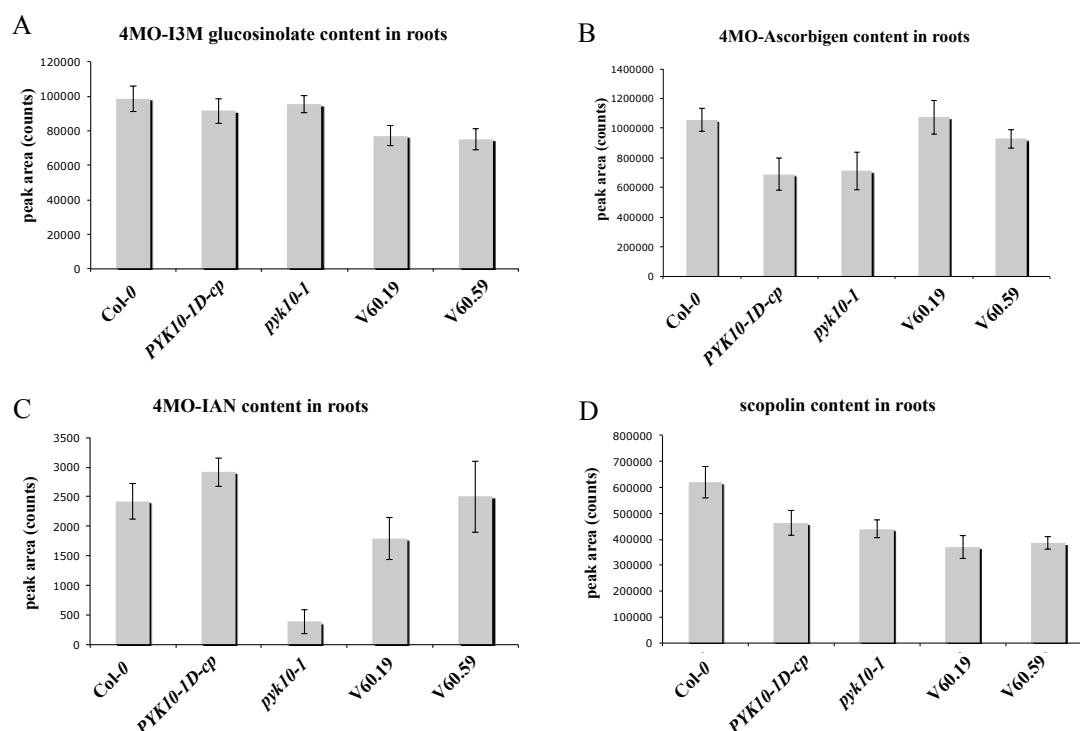 A
4MO-I3M glucosinolate content in roots
peak area (counts)
120000
100000
80000
60000
40000
20000
0
Col-0
PYK10-1D-cp
pyk10-1
V60.19
V60.59
B
4MO-Ascorbigen content in roots
peak area (counts)
1400000
1200000
1000000
800000
600000
400000
200000
0
Col-0
PYK10-1D-cp
pyk10-1
V60.19
V60.59
C
4MO-IAN content in roots
peak area (counts)
3500
3000
2500
2000
1500
1000
500
0
Col-0
PYK10-1D-cp
pyk10-1
V60.19
V60.59
D
scopolin content in roots
peak area (counts)
800000
700000
600000
500000
400000
300000
200000
100000
0
Col-0
PYK10-1D-cp
pyk10-1
V60.19
V60.59